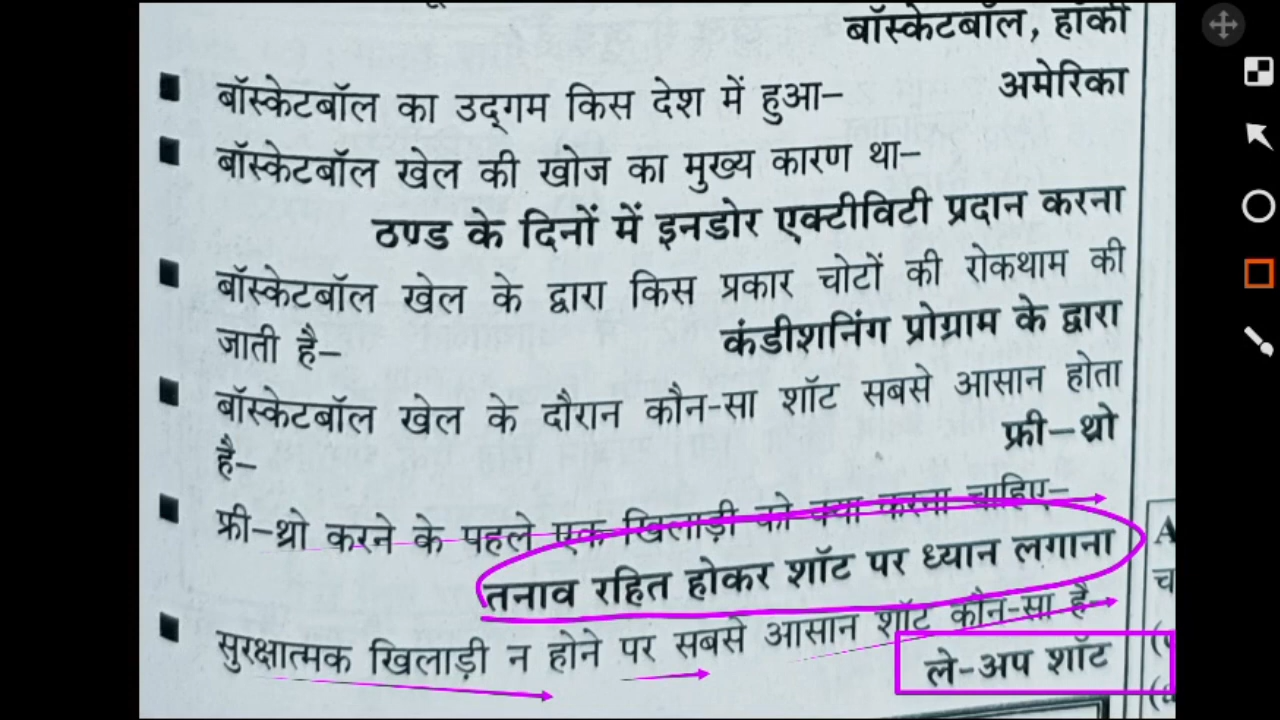 बॉस्केटबॉल, हॉकी
■ बॉस्केटबॉल का उद्गम किस देश में हुआ– अमेरिका
■ बॉस्केटबॉल खेल की खोज का मुख्य कारण था–
ठण्ड के दिनों में इनडोर एक्टीविटी प्रदान करना
■ बॉस्केटबॉल खेल के द्वारा किस प्रकार चोटों की रोकथाम की
जाती है– कंडीशनिंग प्रोग्राम के द्वारा
■ बॉस्केटबॉल खेल के दौरान कौन-सा शॉट सबसे आसान होता
है– फ्री–थ्रो
■ फ्री–थ्रो करने के पहले एक खिलाड़ी को क्या करना चाहिए–
तनाव रहित होकर शॉट पर ध्यान लगाना
■ सुरक्षात्मक खिलाड़ी न होने पर सबसे आसान शॉट कौन-सा है–
ले–अप शॉट